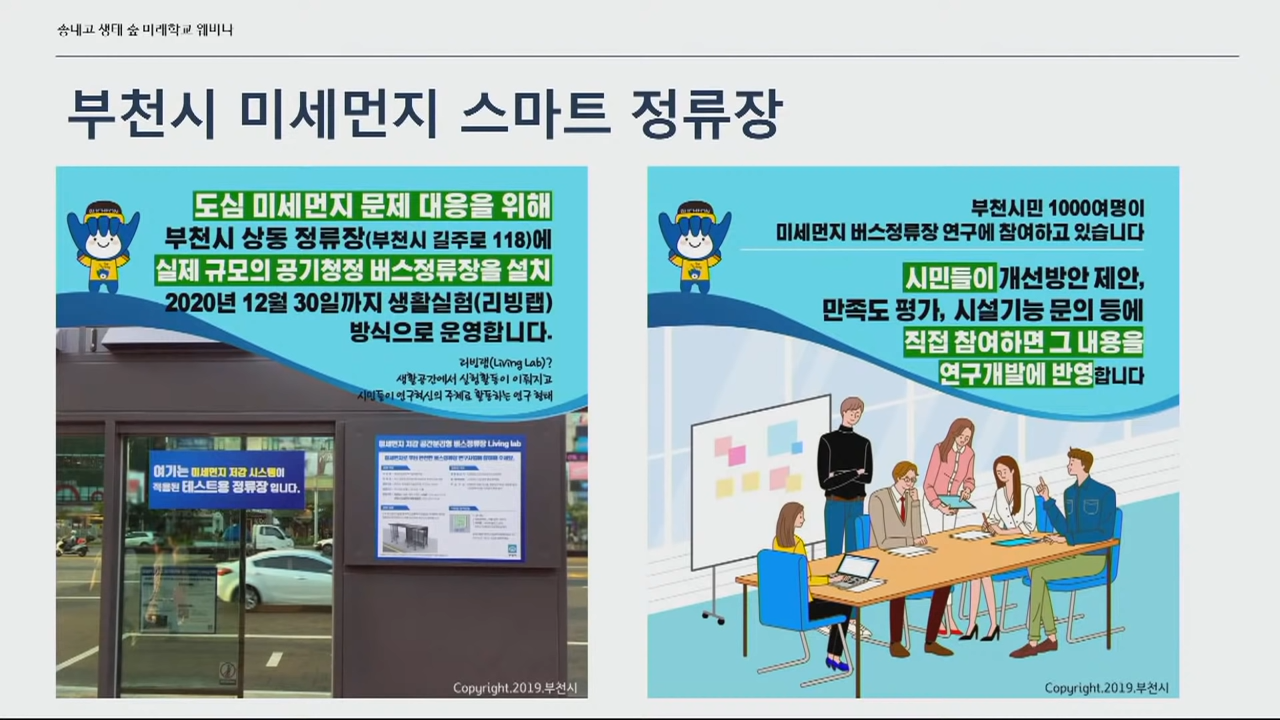 송내고 생태 숲 미래학교 웨비나
부천시 미세먼지 스마트 정류장
BUCHEON
도심 미세먼지 문제 대응을 위해
부천시 상동 정류장(부천시 길주로 118)에
실제 규모의 공기청정 버스정류장을 설치
2020년 12월 30일까지 생활실험(리빙랩)
방식으로 운영합니다.
리빙랩(Living Lab)?
생활공간에서 실험활동이 이뤄지고
시민들이 연구혁신의 주체로 활동하는 연구 형태
미세먼지 저감 공간분리형 버스정류장 Living lab
여기는 미세먼지 저감 시스템이
적용된 테스트용 정류장 입니다.
Copyright.2019.부천시
BUCHEON
부천시민 1000여명이
미세먼지 버스정류장 연구에 참여하고 있습니다
시민들이 개선방안 제안,
만족도 평가, 시설기능 문의 등에
직접 참여하면 그 내용을
연구개발에 반영합니다
Copyright.2019.부천시